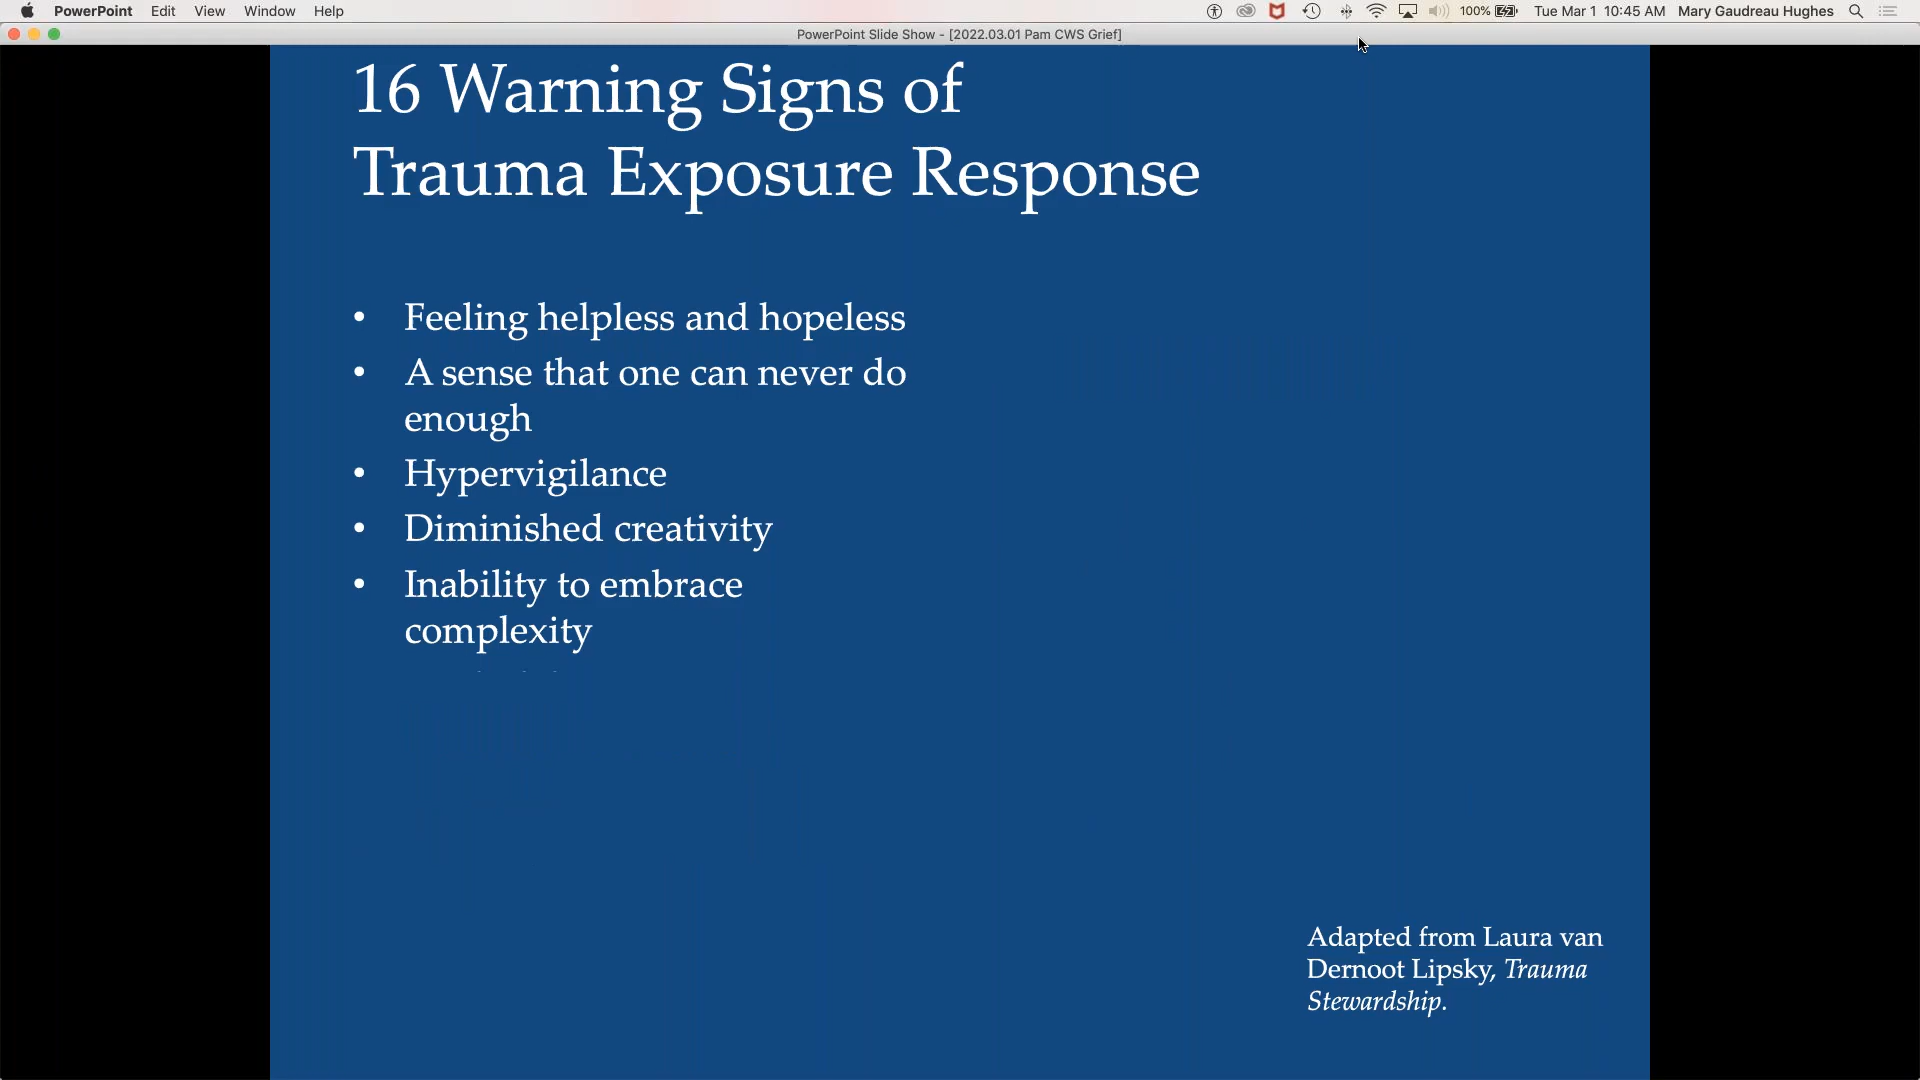 PowerPoint Edit View Window Help 100% Tue Mar 1 10:45 AM Mary Gaudreau Hughes
PowerPoint Slide Show - [2022.03.01 Pam CWS Grief]
16 Warning Signs of
Trauma Exposure Response
• Feeling helpless and hopeless
• A sense that one can never do
enough
• Hypervigilance
• Diminished creativity
• Inability to embrace
complexity
Adapted from Laura van
Dernoot Lipsky, Trauma
Stewardship.